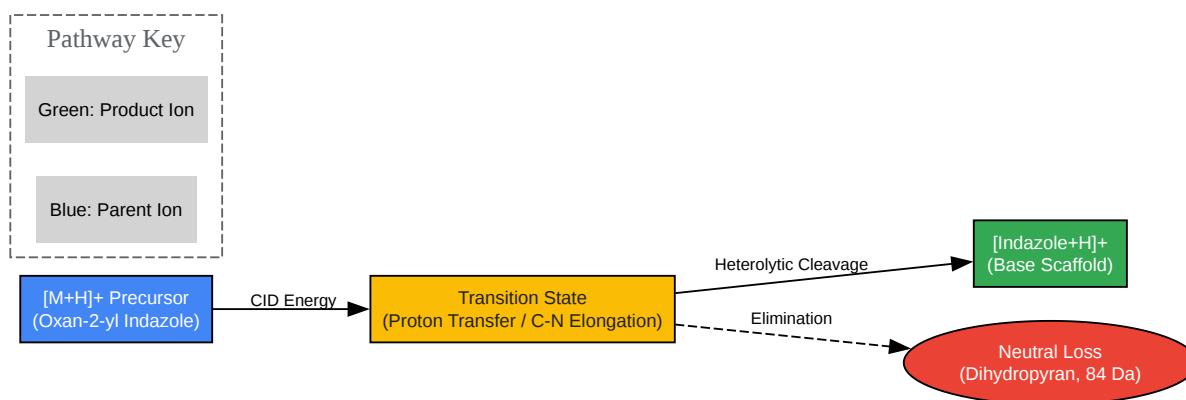 Pathway Key
Green: Product Ion
Blue: Parent Ion
[M+H]+ Precursor
(Oxan-2-yl Indazole)
CID Energy
Transition State
(Proton Transfer / C-N Elongation)
Heterolytic Cleavage
[Indazole+H]+
(Base Scaffold)
Elimination
Neutral Loss
(Dihydropyran, 84 Da)